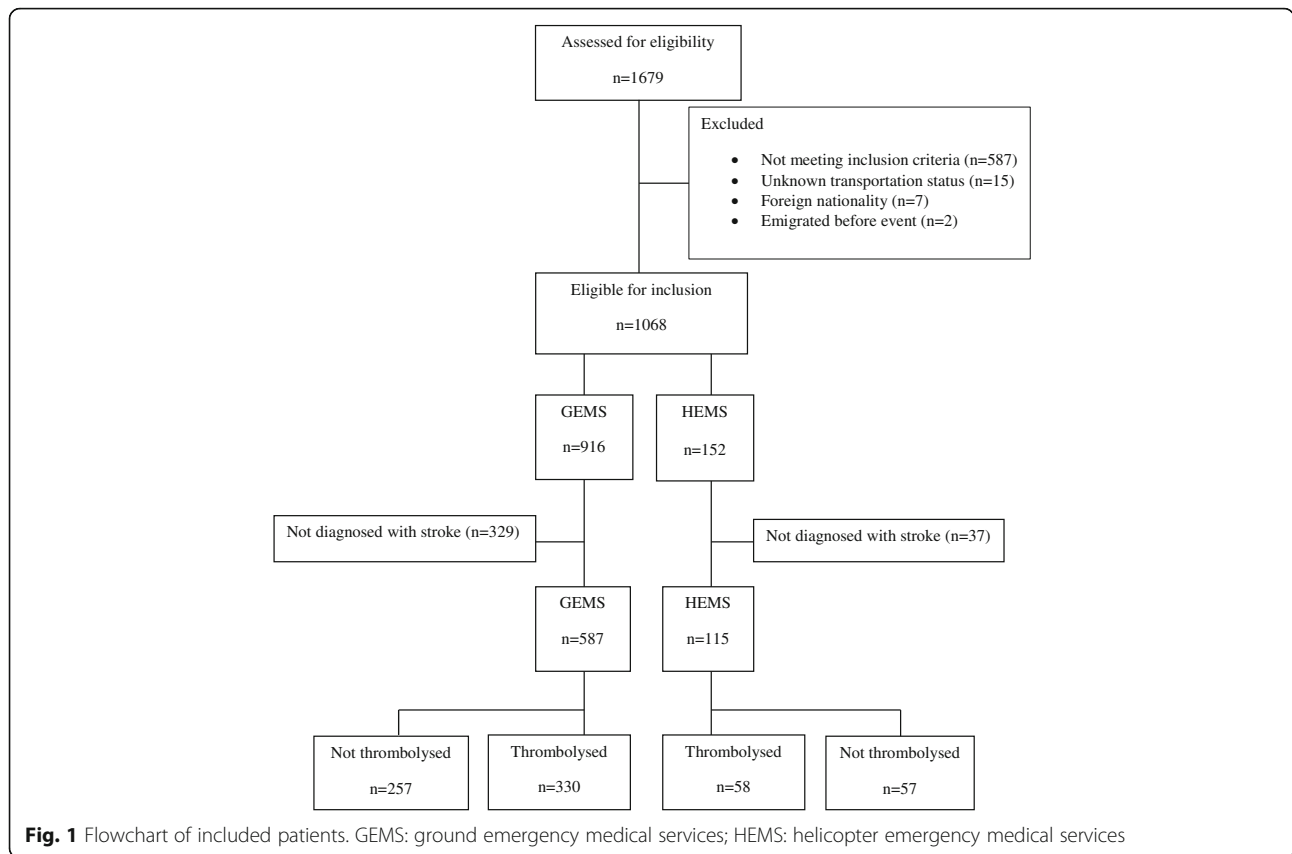 Assessed for eligibility
n=1679
Excluded
• Not meeting inclusion criteria (n=587)
• Unknown transportation status (n=15)
• Foreign nationality (n=7)
• Emigrated before event (n=2)
Eligible for inclusion
n=1068
GEMS
n=916
HEMS
n=152
Not diagnosed with stroke (n=329)
Not diagnosed with stroke (n=37)
GEMS
n=587
HEMS
n=115
Not thrombolysed
n=257
Thrombolysed
n=330
Thrombolysed
n=58
Not thrombolysed
n=57
Fig. 1 Flowchart of included patients. GEMS: ground emergency medical services; HEMS: helicopter emergency medical services